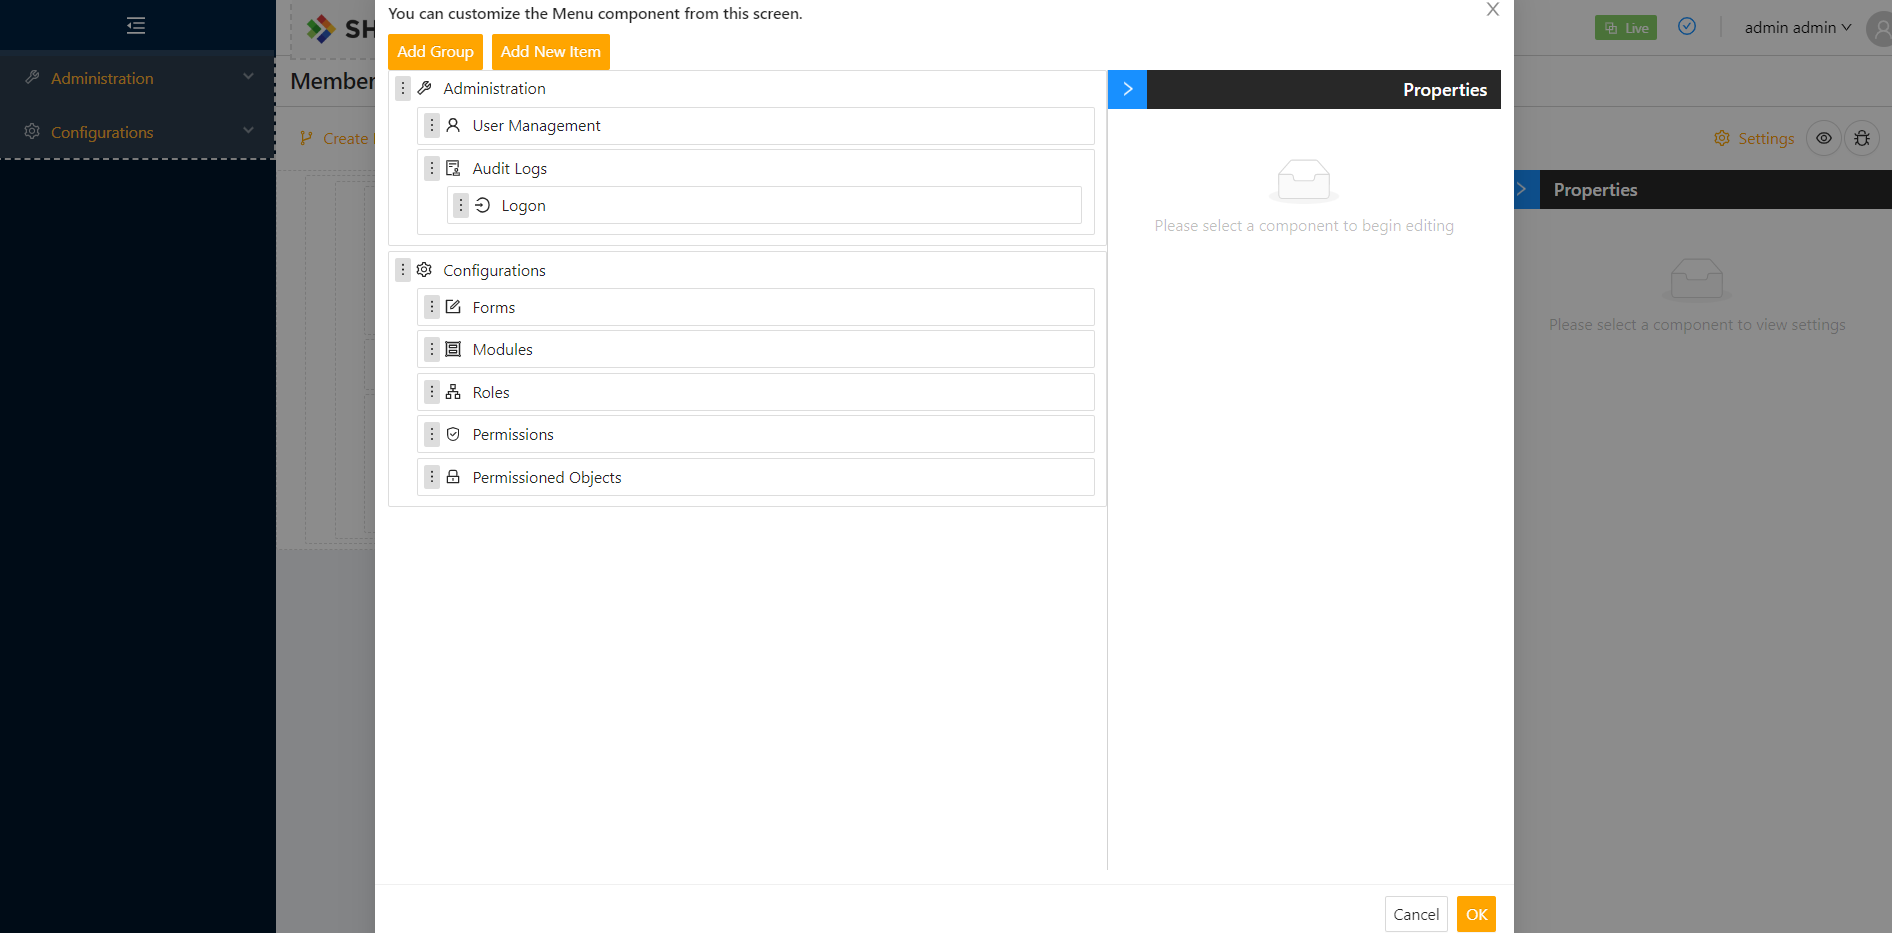 You can customize the Menu component from this screen.
Add Group
Add New Item
Administration
User Management
Audit Logs
Logon
Configurations
Forms
Modules
Roles
Permissions
Permissioned Objects
Properties
Please select a component to begin editing
Cancel
OK
Administration
Configurations
SH
Member
Create
Live
admin admin
Settings
Properties
Please select a component to view settings